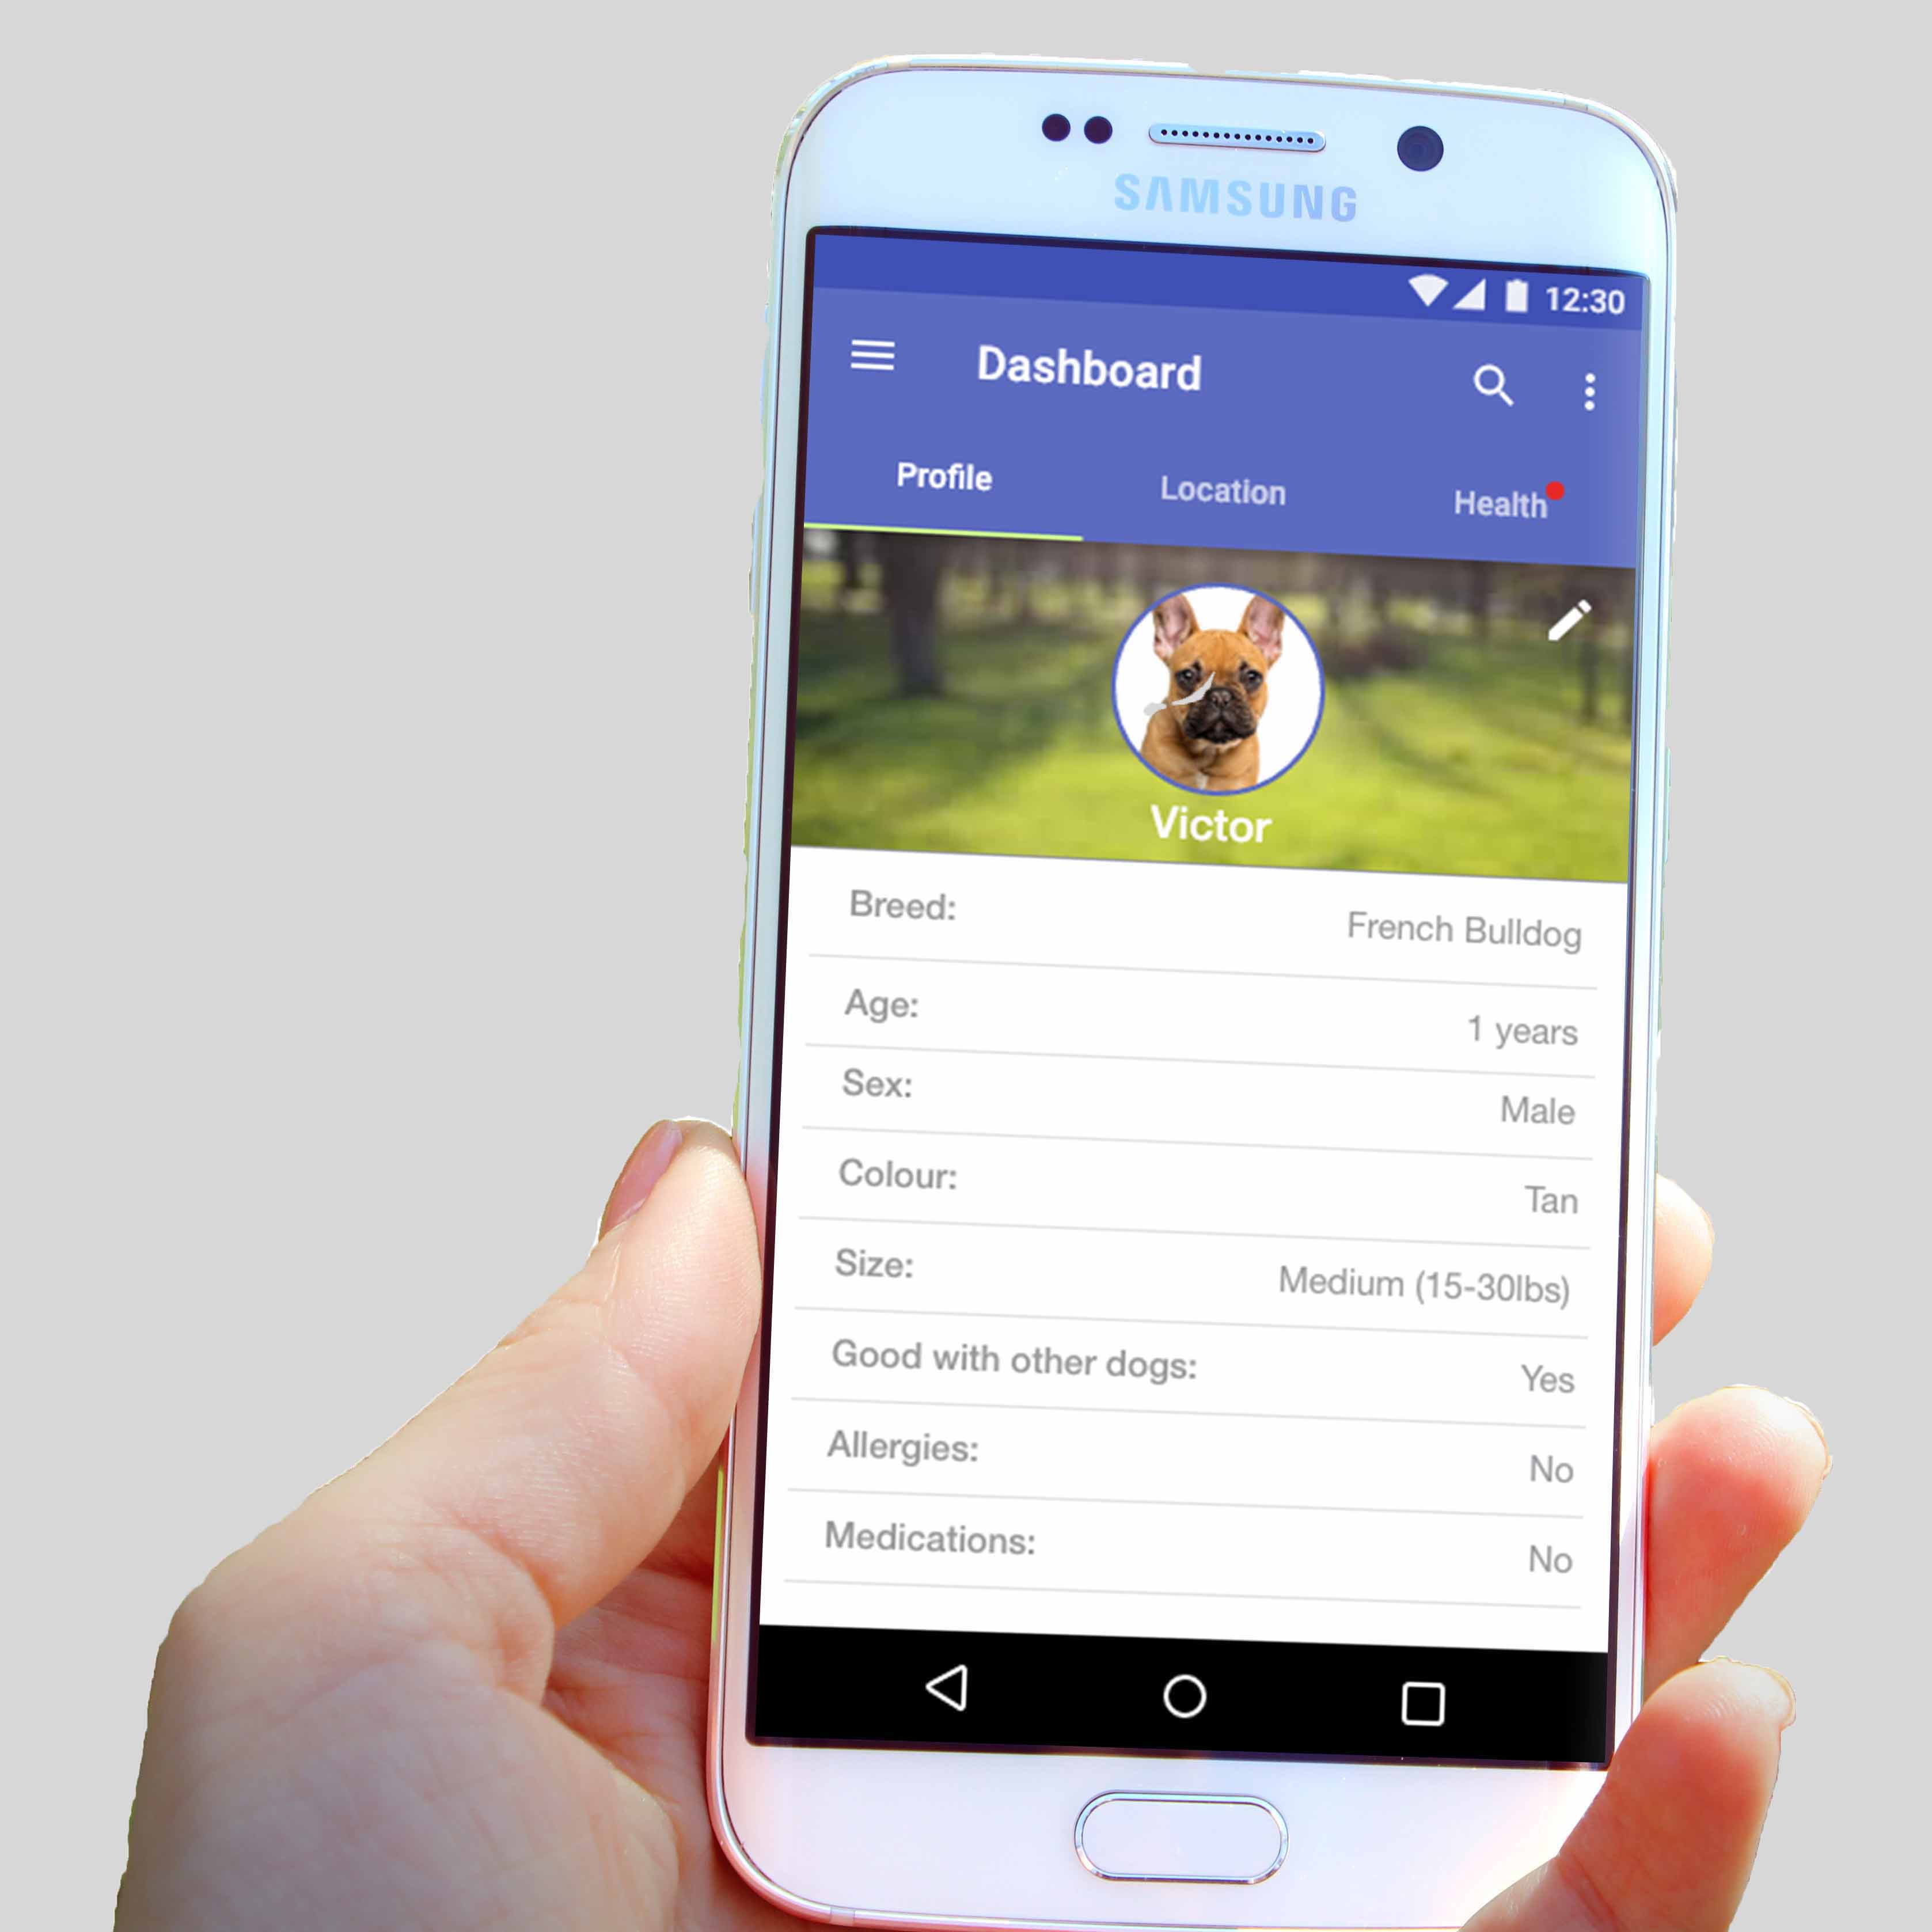 SAMSUNG
12:30
Dashboard
Profile Location Health
Victor
Breed: French Bulldog
Age: 1 years
Sex: Male
Colour: Tan
Size: Medium (15-30lbs)
Good with other dogs: Yes
Allergies: No
Medications: No